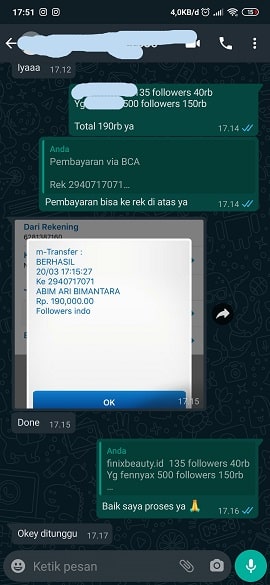 17:51
4,0KB/d
15
Iyaaa 17.12
135 followers 40rb
Yg 500 followers 150rb
Total 190rb ya
17.14
Anda
Pembayaran via BCA
Rek 2940717071...
Pembayaran bisa ke rek di atas ya
17.14
Dari Rekening
m-Transfer :
BERHASIL
20/03 17:15:27
Ke 2940717071
ABIM ARI BIMANTARA
Rp. 190,000.00
Followers indo
OK
17.15
Done 17.15
Anda
finixbeauty.id 135 followers 40rb
Yg fennyax 500 followers 150rb
...
Baik saya proses ya 🙏
17.16
Okey ditunggu 17.17
Ketik pesan